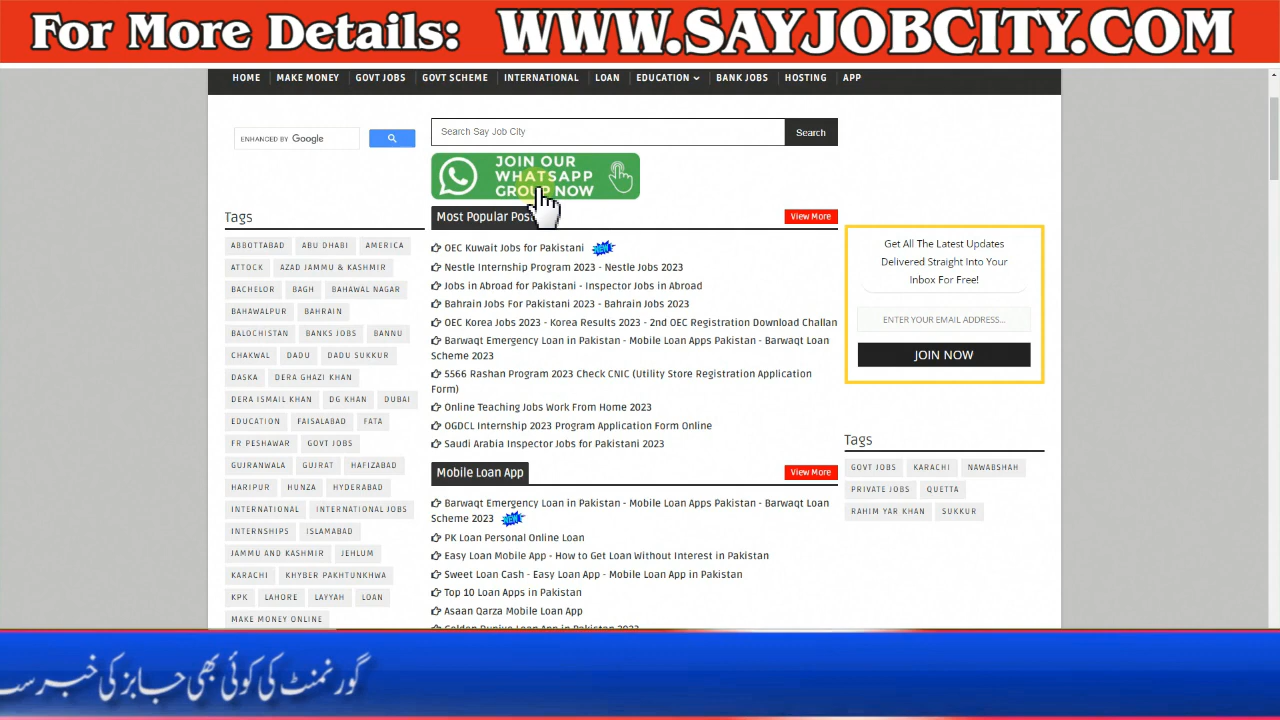 For More Details: WWW.SAYJOBCITY.COM
HOME MAKE MONEY GOVT JOBS GOVT SCHEME INTERNATIONAL LOAN EDUCATION BANK JOBS HOSTING APP
ENHANCED BY Google
Search Say Job City
Search
JOIN OUR
WHATSAPP
GROUP NOW
Tags
ABBOTTABAD ABU DHABI AMERICA
ATTOCK AZAD JAMMU & KASHMIR
BACHELOR BAGH BAHAWAL NAGAR
BAHAWALPUR BAHRAIN
BALOCHISTAN BANKS JOBS BANNU
CHAKWAL DADU DADU SUKKUR
DASKA DERA GHAZI KHAN
DERA ISMAIL KHAN DG KHAN DUBAI
EDUCATION FAISALABAD FATA
FR PESHAWAR GOVT JOBS
GUJRANWALA GUJRAT HAFIZABAD
HARIPUR HUNZA HYDERABAD
INTERNATIONAL INTERNATIONAL JOBS
INTERNSHIPS ISLAMABAD
JAMMU AND KASHMIR JEHLUM
KARACHI KHYBER PAKHTUNKHWA
KPK LAHORE LAYYAH LOAN
MAKE MONEY ONLINE
Most Popular
View More
OEC Kuwait Jobs for Pakistani NEW
Nestle Internship Program 2023 - Nestle Jobs 2023
Jobs in Abroad for Pakistani - Inspector Jobs in Abroad
Bahrain Jobs For Pakistani 2023 - Bahrain Jobs 2023
OEC Korea Jobs 2023 - Korea Results 2023 - 2nd OEC Registration Download Challan
Barwaqt Emergency Loan in Pakistan - Mobile Loan Apps Pakistan - Barwaqt Loan
Scheme 2023
5566 Rashan Program 2023 Check CNIC (Utility Store Registration Application
Form)
Online Teaching Jobs Work From Home 2023
OGDCL Internship 2023 Program Application Form Online
Saudi Arabia Inspector Jobs for Pakistani 2023
Mobile Loan App
View More
Barwaqt Emergency Loan in Pakistan - Mobile Loan Apps Pakistan - Barwaqt Loan
Scheme 2023 NEW
PK Loan Personal Online Loan
Easy Loan Mobile App - How to Get Loan Without Interest in Pakistan
Sweet Loan Cash - Easy Loan App - Mobile Loan App in Pakistan
Top 10 Loan Apps in Pakistan
Asaan Qarza Mobile Loan App
Get All The Latest Updates
Delivered Straight Into Your
Inbox For Free!
ENTER YOUR EMAIL ADDRESS...
JOIN NOW
Tags
GOVT JOBS KARACHI NAWABSHAH
PRIVATE JOBS QUETTA
RAHIM YAR KHAN SUKKUR
گورنمنٹ کی کوئی بھی جابز کی خبر